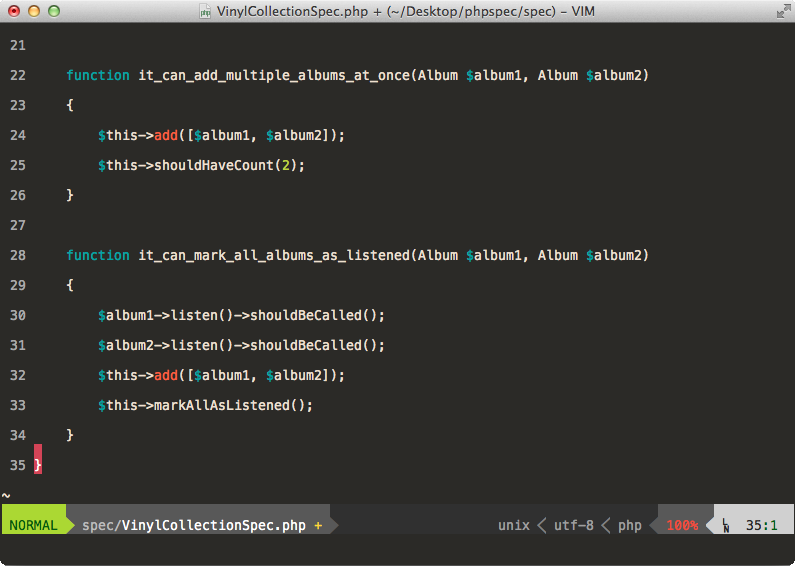 VinylCollectionSpec.php + (~/Desktop/phpspec/spec) – VIM
21
22     function it_can_add_multiple_albums_at_once(Album $album1, Album $album2)
23     {
24         $this->add([$album1, $album2]);
25         $this->shouldHaveCount(2);
26     }
27
28     function it_can_mark_all_albums_as_listened(Album $album1, Album $album2)
29     {
30         $album1->listen()->shouldBeCalled();
31         $album2->listen()->shouldBeCalled();
32         $this->add([$album1, $album2]);
33         $this->markAllAsListened();
34     }
35 }
~
NORMAL spec/VinylCollectionSpec.php + unix < utf-8 < php 100% LN 35:1